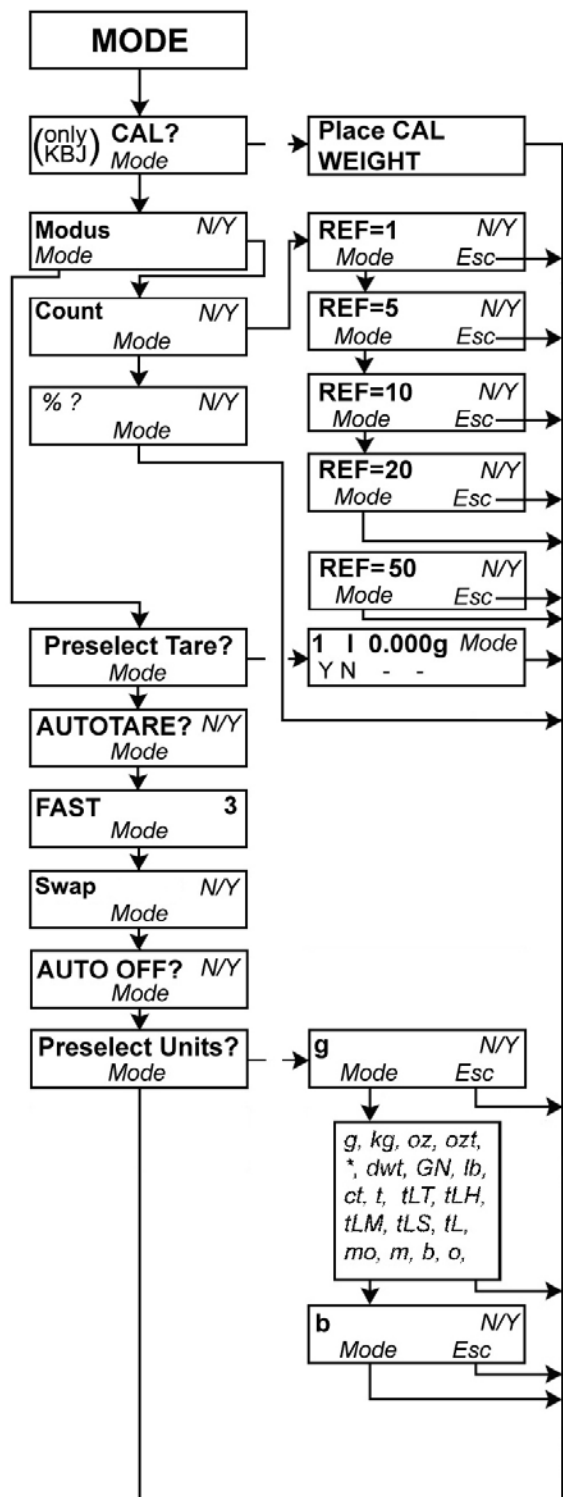 MODE
(only KBJ) CAL?
Mode
Place CAL
WEIGHT
Modus N/Y
Mode
REF=1 N/Y
Mode Esc
Count N/Y
Mode
REF=5 N/Y
Mode Esc
% ? N/Y
Mode
REF=10 N/Y
Mode Esc
REF=20 N/Y
Mode Esc
REF=50 N/Y
Mode Esc
Preselect Tare?
Mode
1 I 0.000g Mode
Y N - -
AUTOTARE? N/Y
Mode
FAST 3
Mode
Swap N/Y
Mode
AUTO OFF? N/Y
Mode
Preselect Units?
Mode
g N/Y
Mode Esc
g, kg, oz, ozt,
*, dwt, GN, lb,
ct, t, tLT, tLH,
tLM, tLS, tL,
mo, m, b, o,
b N/Y
Mode Esc